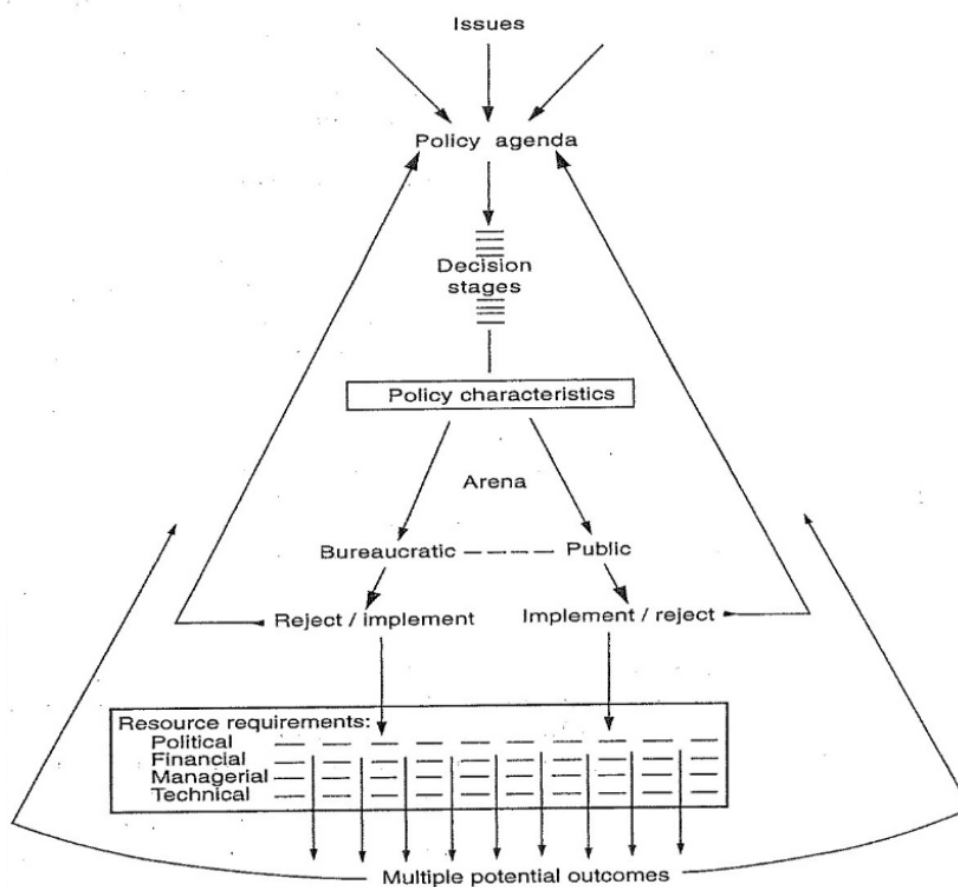 Issues
Policy agenda
Decision
stages
Policy characteristics
Arena
Bureaucratic
Public
Reject / implement
Implement / reject
Resource requirements:
Political
Financial
Managerial
Technical
Multiple potential outcomes